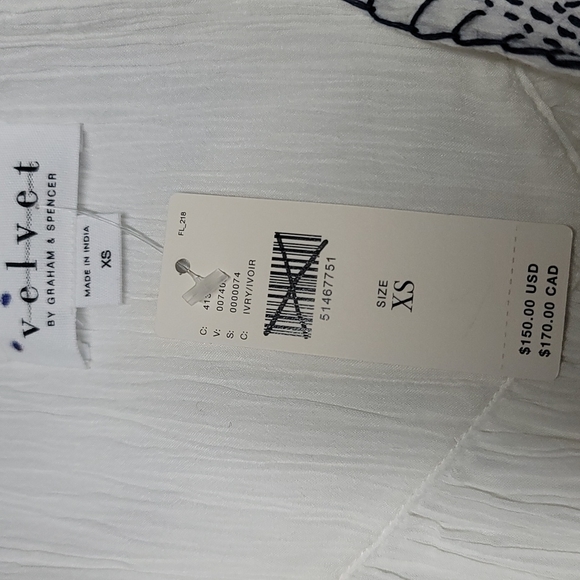 velvet
BY GRAHAM & SPENCER
MADE IN INDIA
XS
FL_218
C:
V:
S: 0000074
C: IVRY/IVOIR
51467751
SIZE
XS
$150.00 USD
$170.00 CAD